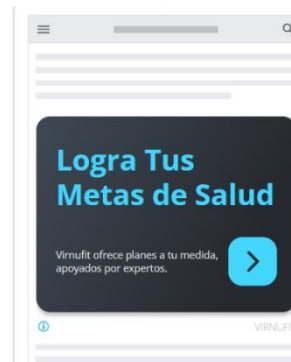 Logra Tus
Metas de Salud
Virnufit ofrece planes a tu medida,
apoyados por expertos.